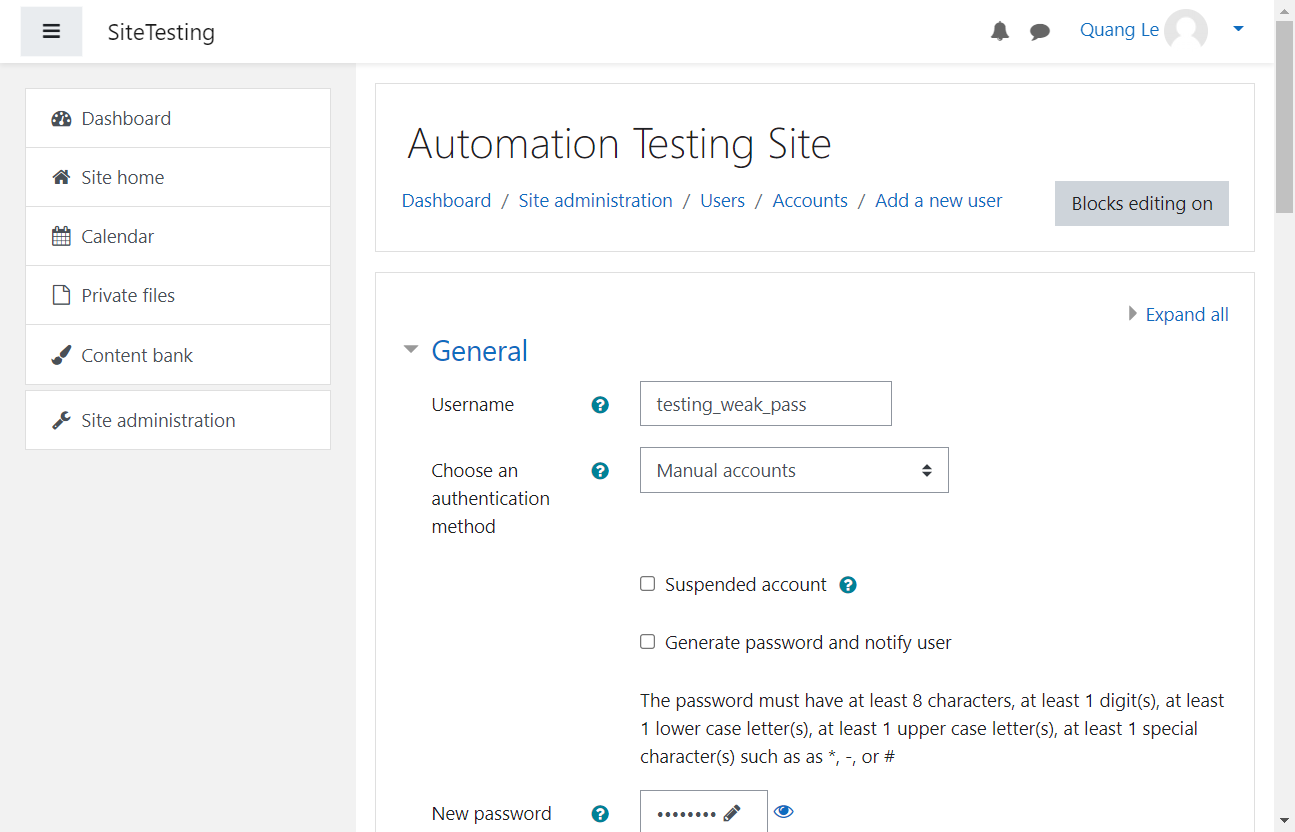 SiteTesting
Quang Le
Dashboard
Site home
Calendar
Private files
Content bank
Site administration
Automation Testing Site
Dashboard / Site administration / Users / Accounts / Add a new user
Blocks editing on
Expand all
General
Username
testing_weak_pass
Choose an
authentication
method
Manual accounts
Suspended account
Generate password and notify user
The password must have at least 8 characters, at least 1 digit(s), at least
1 lower case letter(s), at least 1 upper case letter(s), at least 1 special
character(s) such as as *, -, or #
New password
••••••••